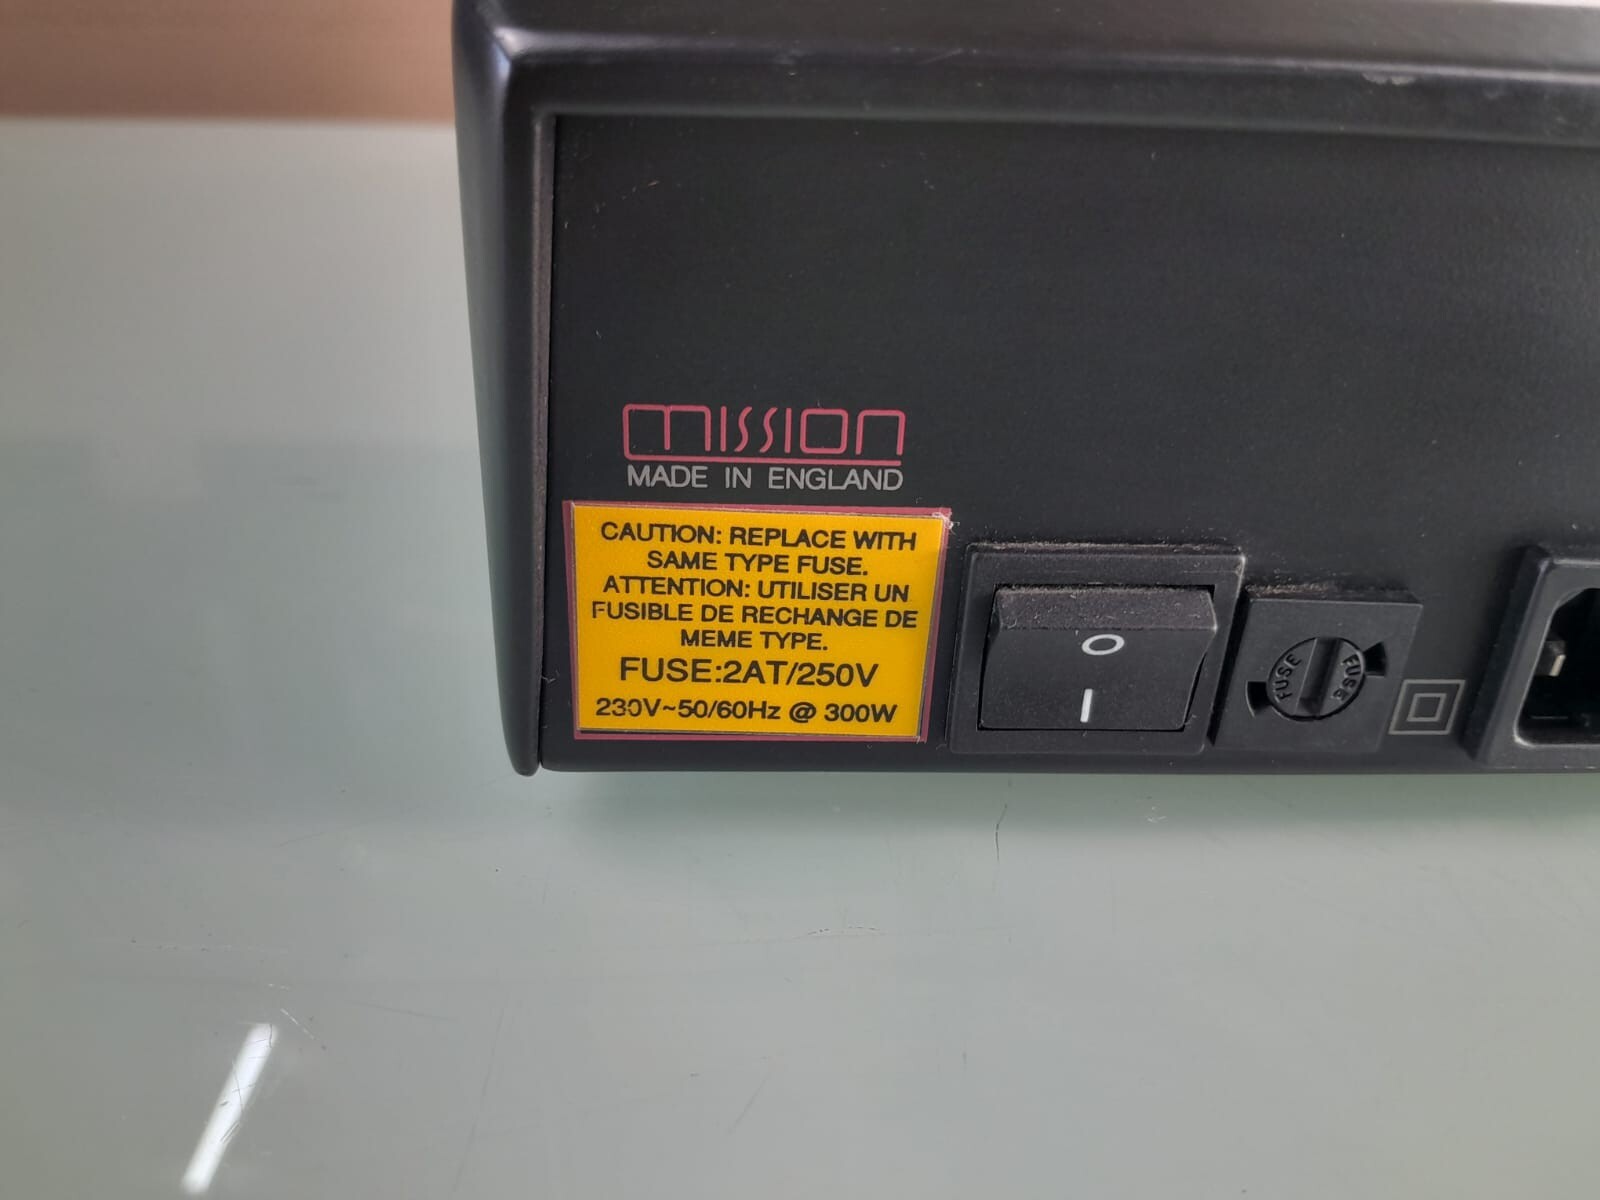 mission
MADE IN ENGLAND
CAUTION: REPLACE WITH
SAME TYPE FUSE.
ATTENTION: UTILISER UN
FUSIBLE DE RECHANGE DE
MEME TYPE.
FUSE:2AT/250V
230V~50/60Hz @ 300W
O
I
FUSE FUSE